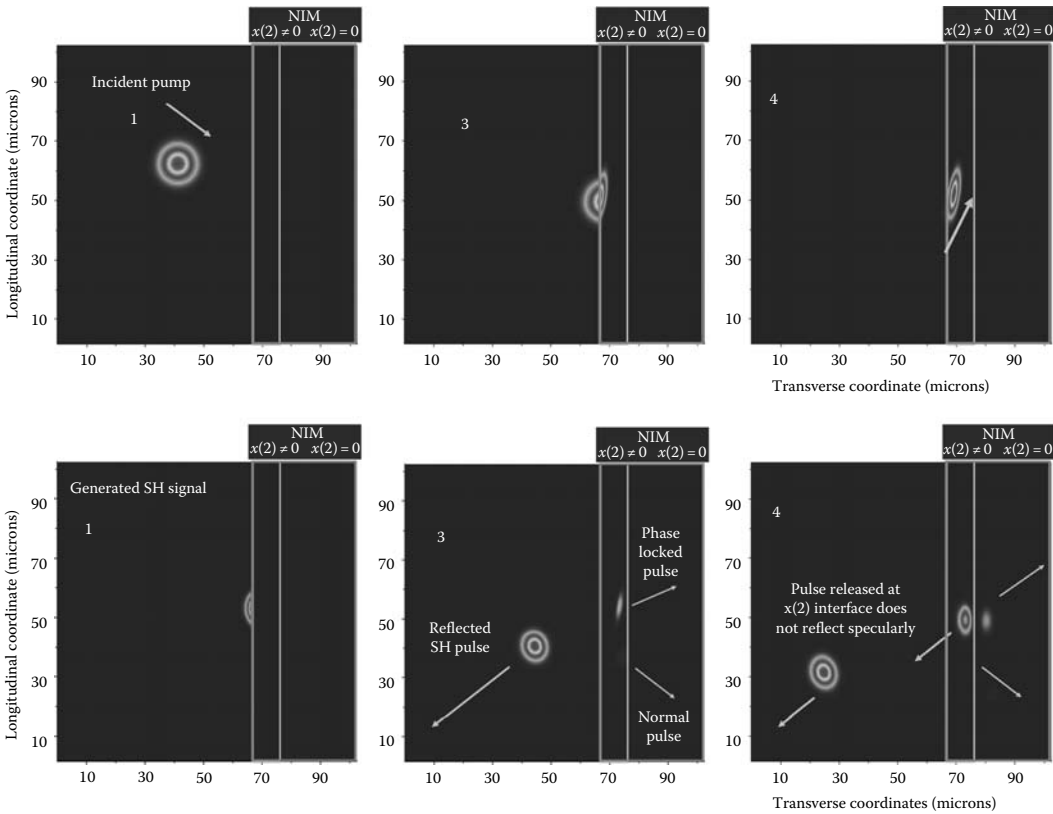 NIM
x(2) ≠ 0 x(2) = 0
NIM
x(2) ≠ 0 x(2) = 0
NIM
x(2) ≠ 0 x(2) = 0
Longitudinal coordinate (microns)
90
70
50
30
10
Incident pump
1
10 30 50 70 90
90
70
50
30
10
3
10 30 50 70 90
90
70
50
30
10
4
10 30 50 70 90
Transverse coordinate (microns)
NIM
x(2) ≠ 0 x(2) = 0
NIM
x(2) ≠ 0 x(2) = 0
NIM
x(2) ≠ 0 x(2) = 0
Longitudinal coordinate (microns)
90
70
50
30
10
Generated SH signal
1
10 30 50 70 90
90
70
50
30
10
3
Phase
locked
pulse
Reflected
SH pulse
Normal
pulse
10 30 50 70 90
90
70
50
30
10
4
Pulse released at
x(2) interface does
not reflect specularly
10 30 50 70 90
Transverse coordinates (microns)